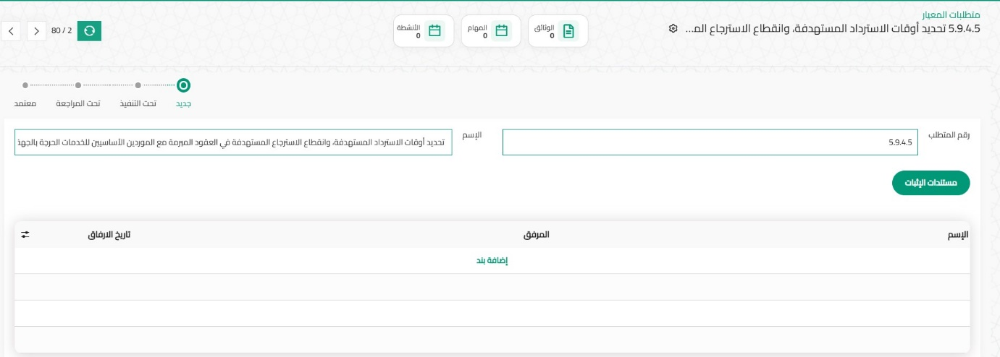 متطلبات المعيار
5.9.4.5 تحديد أوقات الاسترداد المستهدفة، وانقطاع الاسترجاع المـ...
الوثائق
0
المهام
0
الأنشطة
0
80 / 2
جديد
تحت التنفيذ
تحت المراجعة
معتمد
رقم المتطلب
5.9.4.5
الإسم
تحديد أوقات الاسترداد المستهدفة، وانقطاع الاسترجاع المستهدفة في العقود المبرمة مع الموردين الأساسيين للخدمات الحرجة
مستندات الإثبات
الإسم المرفق تاريخ الارفاق
إضافة بند